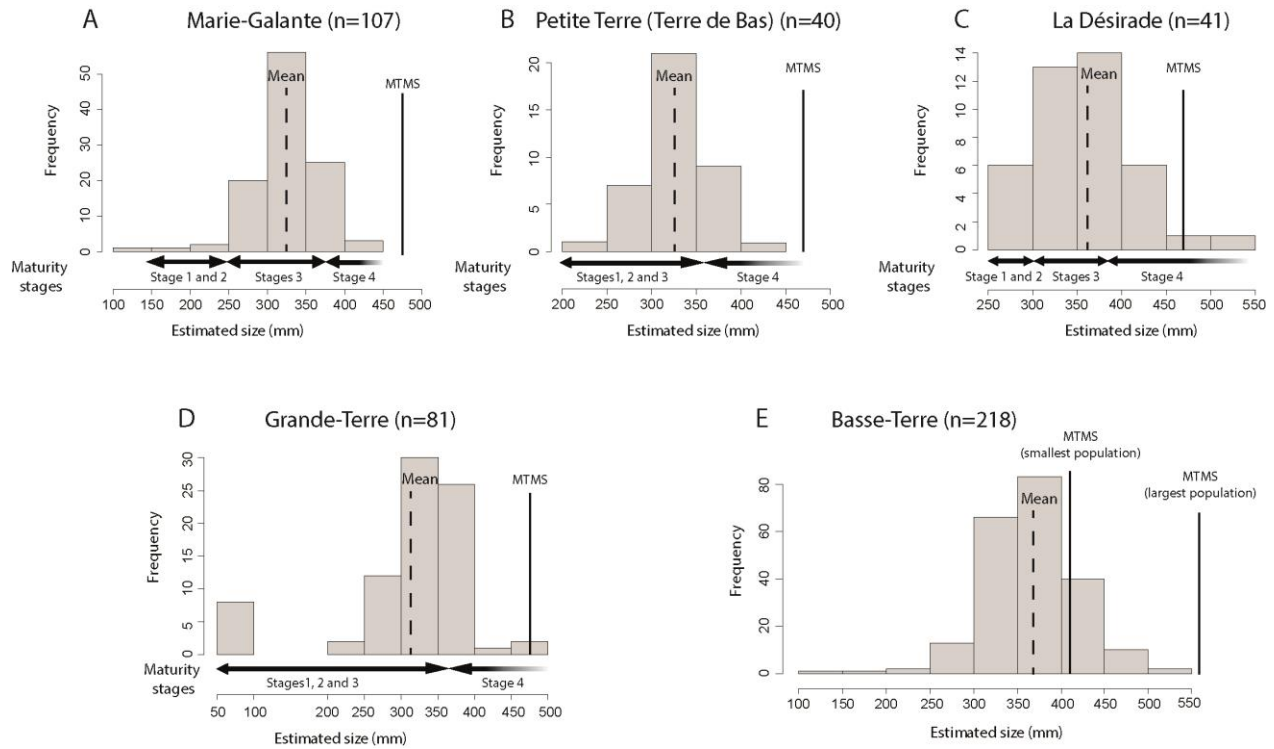 A Marie-Galante (n=107)
Frequency
50
40
30
20
10
0
Mean
MTMS
Maturity
stages
Stage 1 and 2 Stages 3 Stage 4
100 150 200 250 300 350 400 450 500
Estimated size (mm)
B Petite Terre (Terre de Bas) (n=40)
Frequency
20
15
10
5
0
Mean
MTMS
Stages1, 2 and 3 Stage 4
200 250 300 350 400 450 500
Estimated size (mm)
C La Désirade (n=41)
Frequency
14
12
10
8
6
4
2
0
Mean
MTMS
Maturity
stages
Stage 1 and 2 Stages 3 Stage 4
250 300 350 400 450 500 550
Estimated size (mm)
D Grande-Terre (n=81)
Frequency
30
25
20
15
10
5
0
Mean
MTMS
Maturity
stages
Stages1, 2 and 3 Stage 4
50 100 200 250 300 350 400 450 500
Estimated size (mm)
E Basse-Terre (n=218)
Frequency
80
60
40
20
0
Mean
MTMS
(smallest population)
MTMS
(largest population)
100 150 200 250 300 350 400 450 500 550
Estimated size (mm)